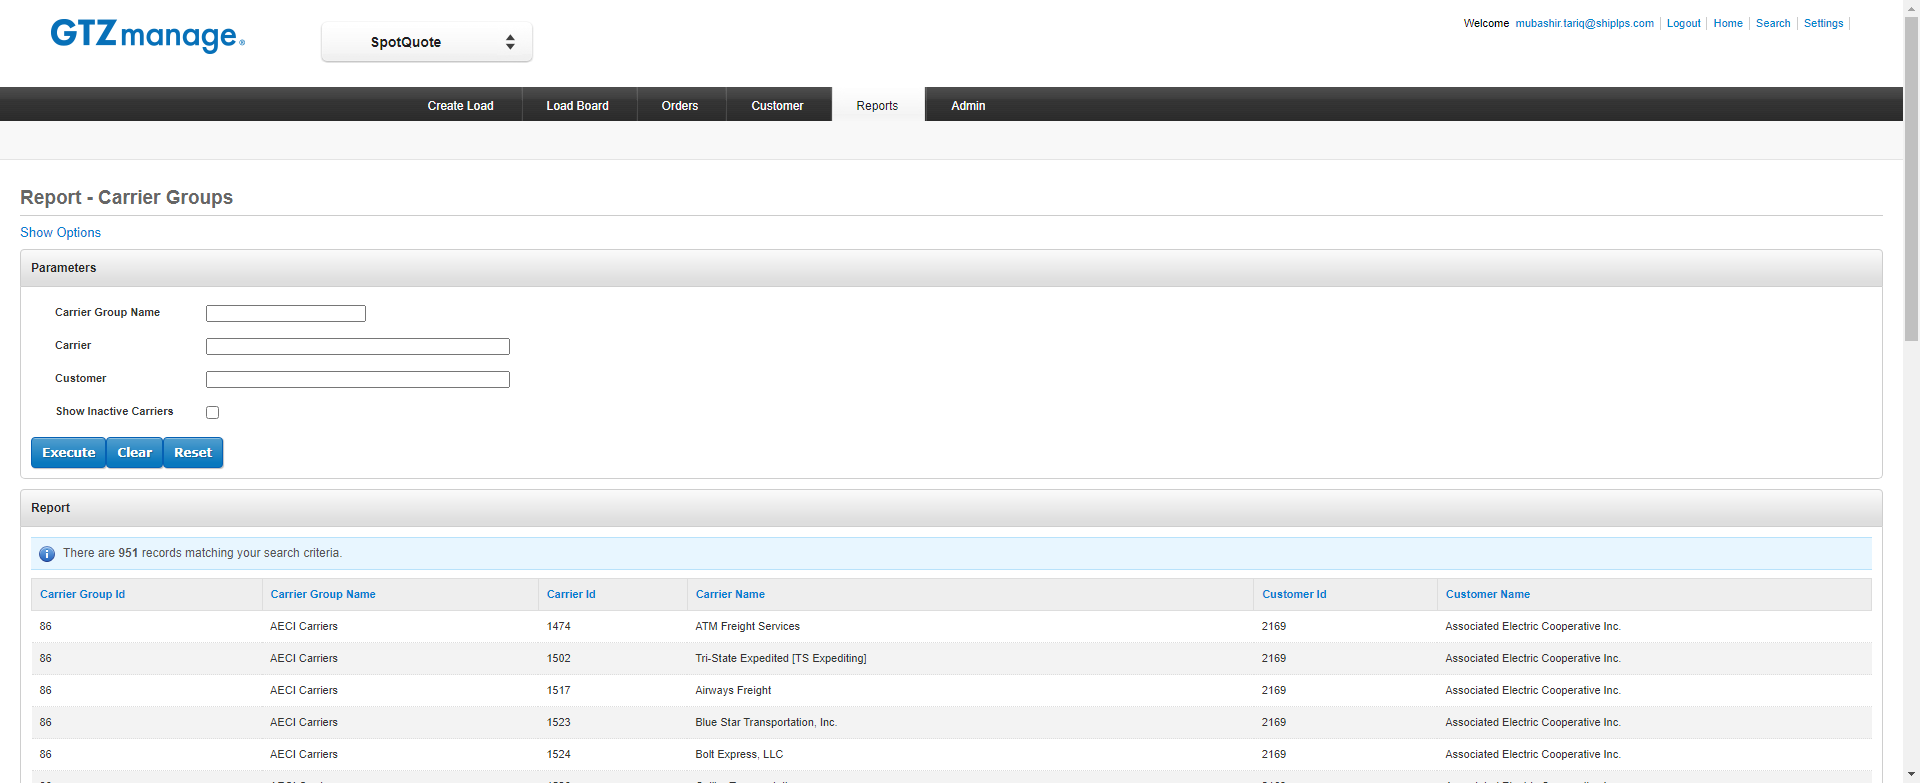 GTZmanage®
SpotQuote
Welcome mubashir.tariq@shiplps.com Logout Home Search Settings
Create Load Load Board Orders Customer Reports Admin
Report - Carrier Groups
Show Options
Parameters
Carrier Group Name
Carrier
Customer
Show Inactive Carriers
Execute Clear Reset
Report
There are 951 records matching your search criteria.
Carrier Group Id Carrier Group Name Carrier Id Carrier Name Customer Id Customer Name
86 AECI Carriers 1474 ATM Freight Services 2169 Associated Electric Cooperative Inc.
86 AECI Carriers 1502 Tri-State Expedited [TS Expediting] 2169 Associated Electric Cooperative Inc.
86 AECI Carriers 1517 Airways Freight 2169 Associated Electric Cooperative Inc.
86 AECI Carriers 1523 Blue Star Transportation, Inc. 2169 Associated Electric Cooperative Inc.
86 AECI Carriers 1524 Bolt Express, LLC 2169 Associated Electric Cooperative Inc.